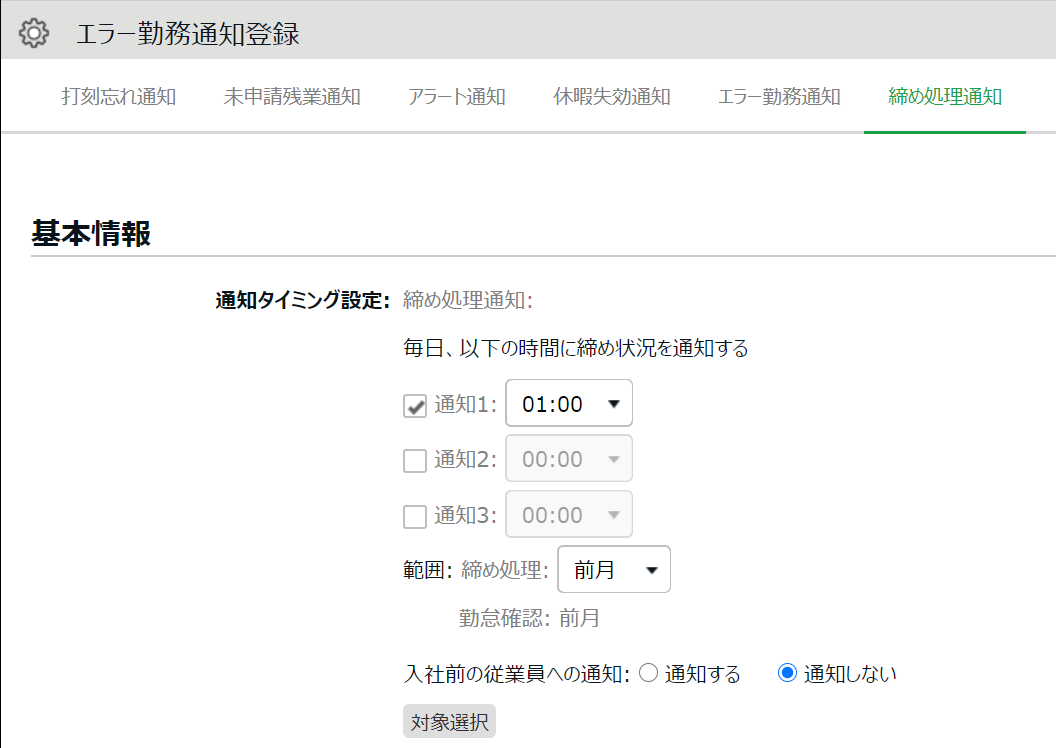 エラー勤務通知登録
打刻忘れ通知 未申請残業通知 アラート通知 休暇失効通知 エラー勤務通知 締め処理通知
基本情報
通知タイミング設定: 締め処理通知:
毎日、以下の時間に締め状況を通知する
通知1: 01:00
通知2: 00:00
通知3: 00:00
範囲: 締め処理: 前月
勤怠確認: 前月
入社前の従業員への通知: 通知する 通知しない
対象選択